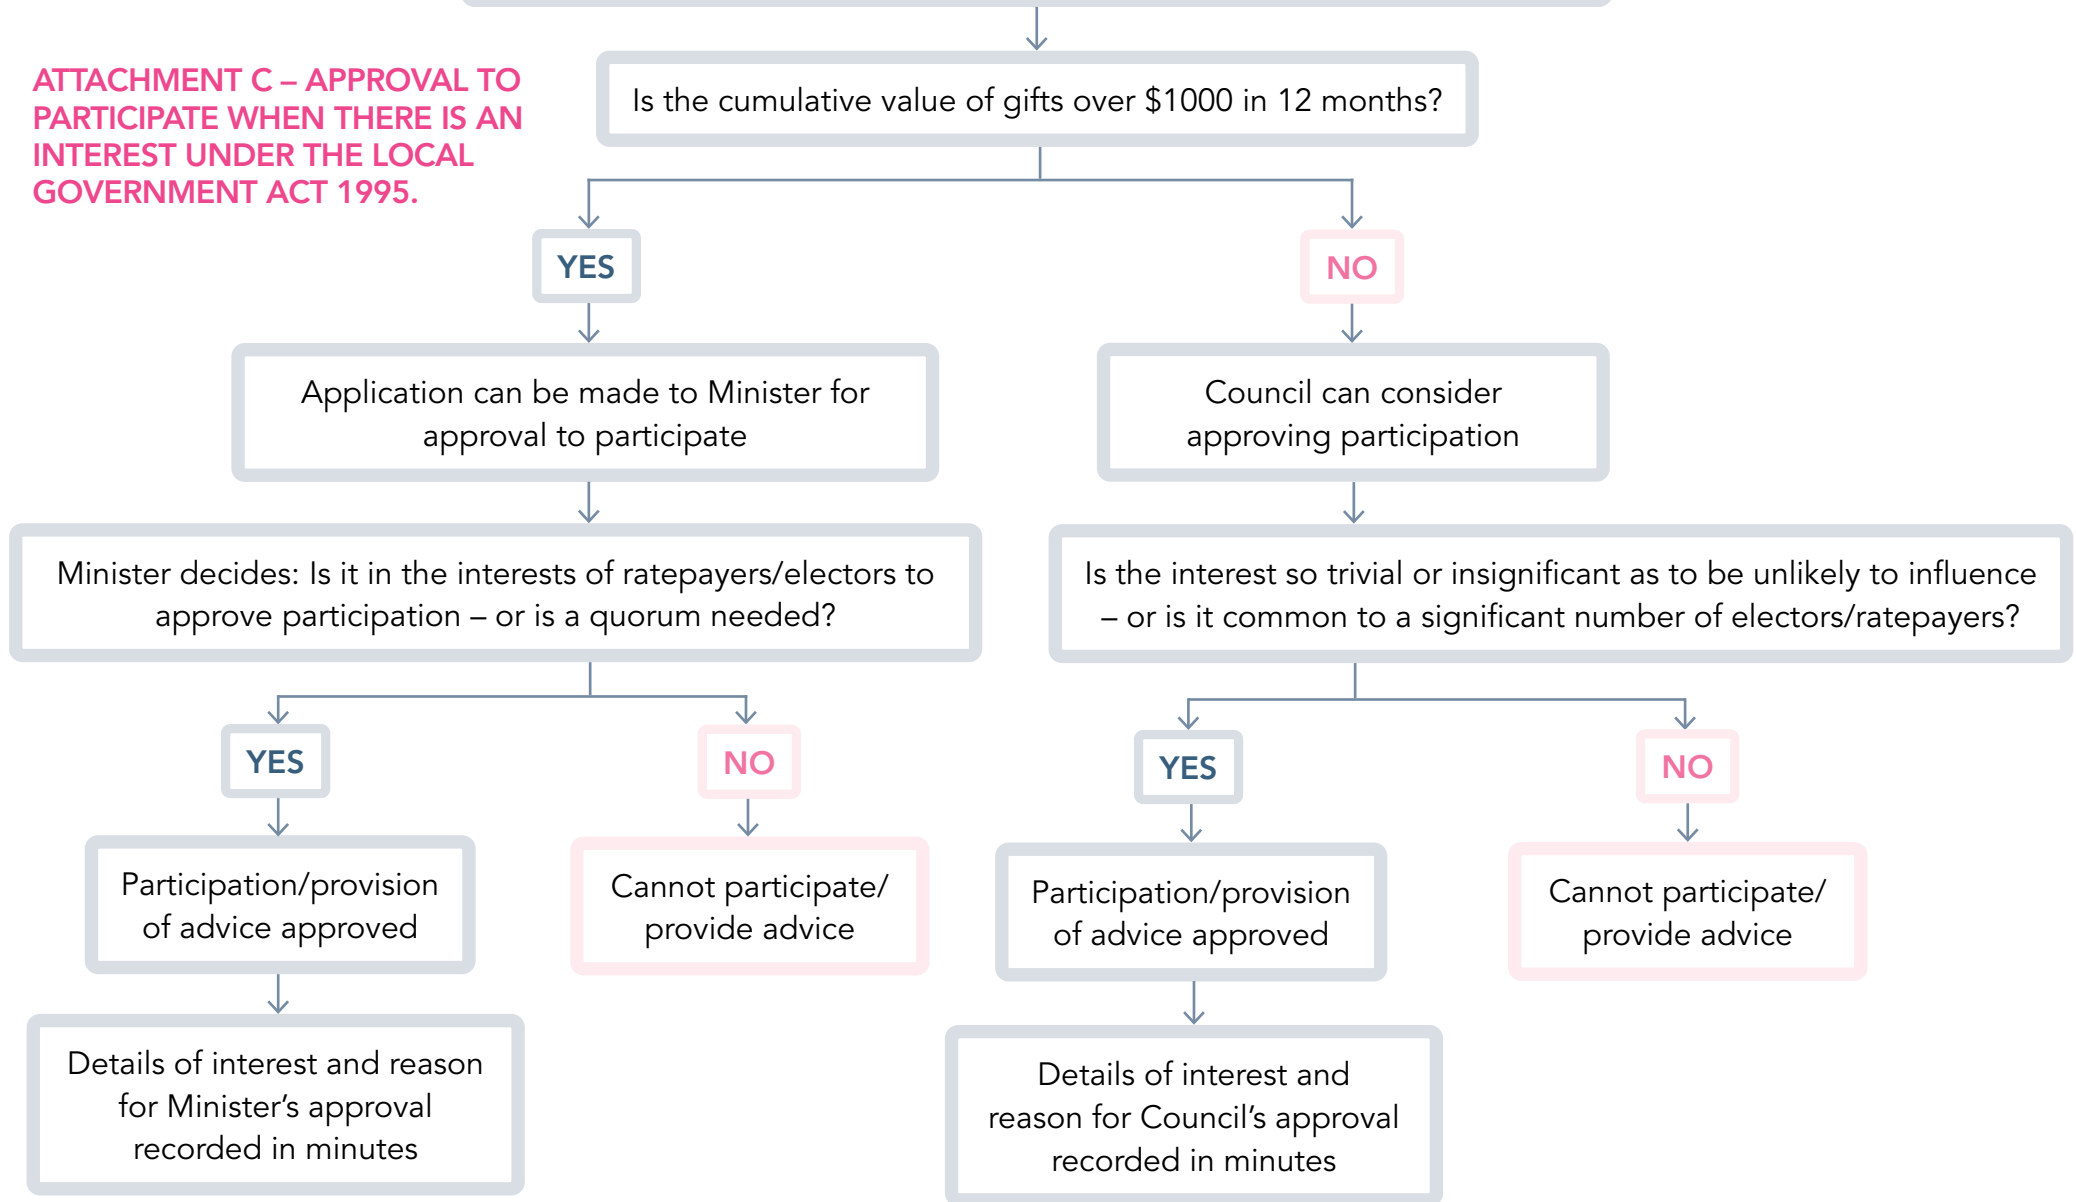 ATTACHMENT C – APPROVAL TO
PARTICIPATE WHEN THERE IS AN
INTEREST UNDER THE LOCAL
GOVERNMENT ACT 1995.
Is the cumulative value of gifts over $1000 in 12 months?
YES
NO
Application can be made to Minister for
approval to participate
Council can consider
approving participation
Minister decides: Is it in the interests of ratepayers/electors to
approve participation – or is a quorum needed?
Is the interest so trivial or insignificant as to be unlikely to influence
– or is it common to a significant number of electors/ratepayers?
YES
NO
YES
NO
Participation/provision
of advice approved
Cannot participate/
provide advice
Participation/provision
of advice approved
Cannot participate/
provide advice
Details of interest and reason
for Minister’s approval
recorded in minutes
Details of interest and
reason for Council’s approval
recorded in minutes